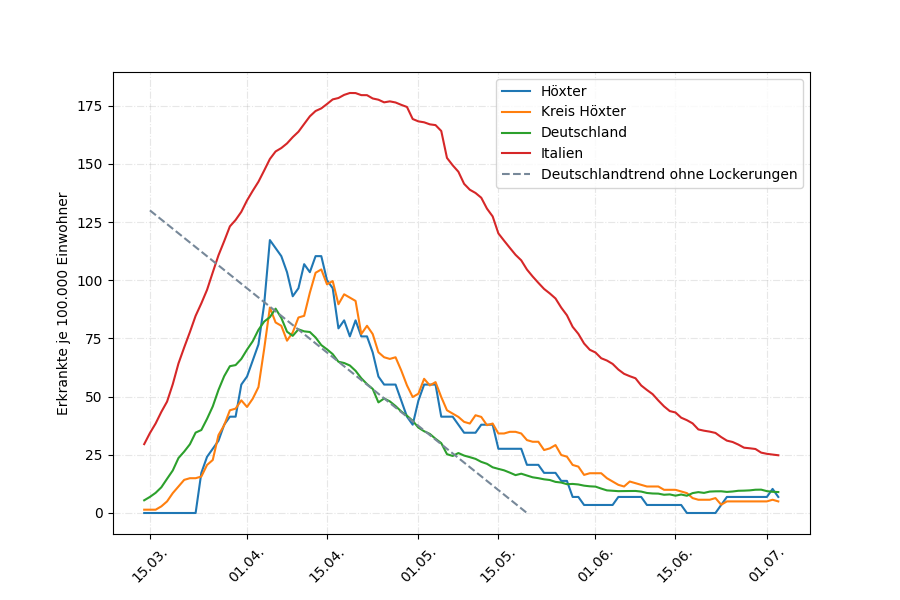 Höxter
Kreis Höxter
Deutschland
Italien
Deutschlandtrend ohne Lockerungen
Erkrankte je 100.000 Einwohner
175
150
125
100
75
50
25
0
15.03.
01.04.
15.04.
01.05.
15.05.
01.06.
15.06.
01.07.